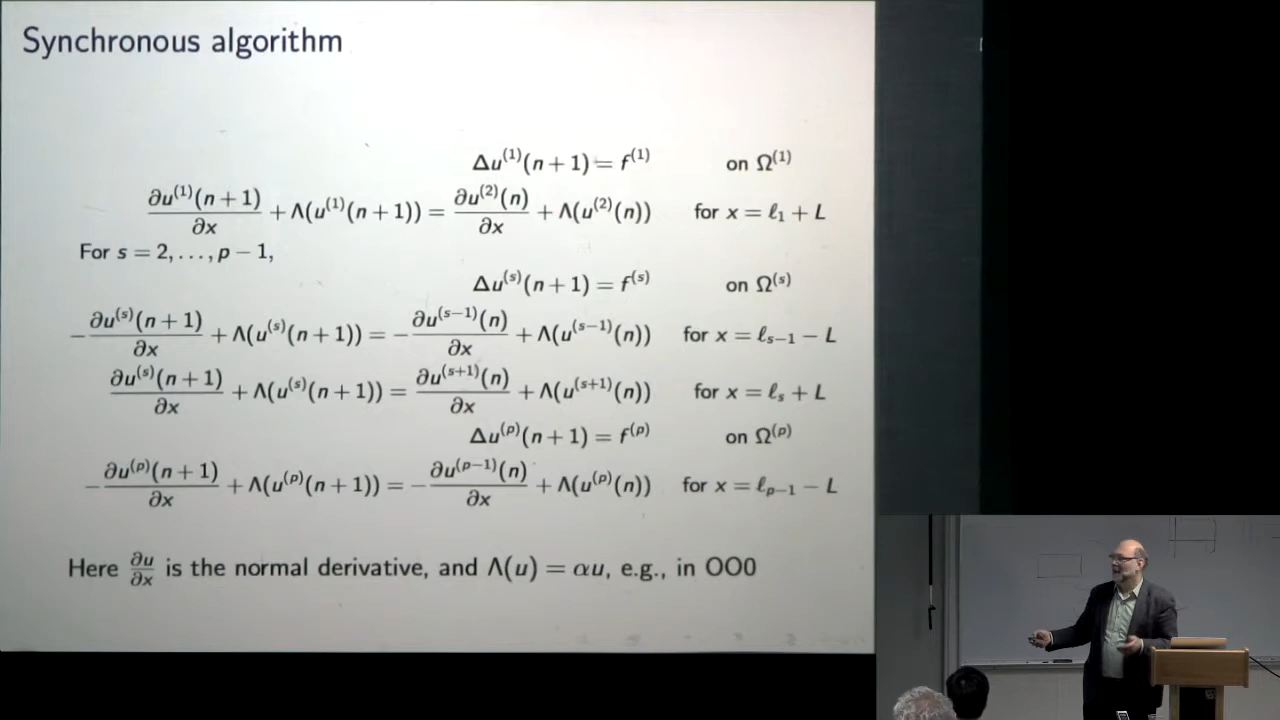 Synchronous algorithm
Δu^(1)(n + 1) = f^(1) on Ω^(1)
∂u^(1)(n + 1)/∂x + Λ(u^(1)(n + 1)) = ∂u^(2)(n)/∂x + Λ(u^(2)(n)) for x = ℓ_1 + L
For s = 2, . . . , p − 1,
Δu^(s)(n + 1) = f^(s) on Ω^(s)
−∂u^(s)(n + 1)/∂x + Λ(u^(s)(n + 1)) = −∂u^(s−1)(n)/∂x + Λ(u^(s−1)(n)) for x = ℓ_{s−1} − L
∂u^(s)(n + 1)/∂x + Λ(u^(s)(n + 1)) = ∂u^(s+1)(n)/∂x + Λ(u^(s+1)(n)) for x = ℓ_s + L
Δu^(p)(n + 1) = f^(p) on Ω^(p)
−∂u^(p)(n + 1)/∂x + Λ(u^(p)(n + 1)) = −∂u^(p−1)(n)/∂x + Λ(u^(p)(n)) for x = ℓ_{p−1} − L
Here ∂u/∂x is the normal derivative, and Λ(u) = αu, e.g., in OO0